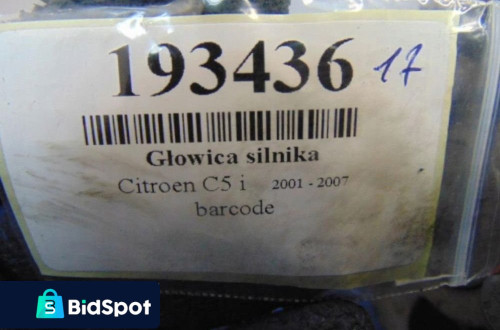 193436 17
Głowica silnika
Citroen C5 i 2001 - 2007
barcode
BidSpot